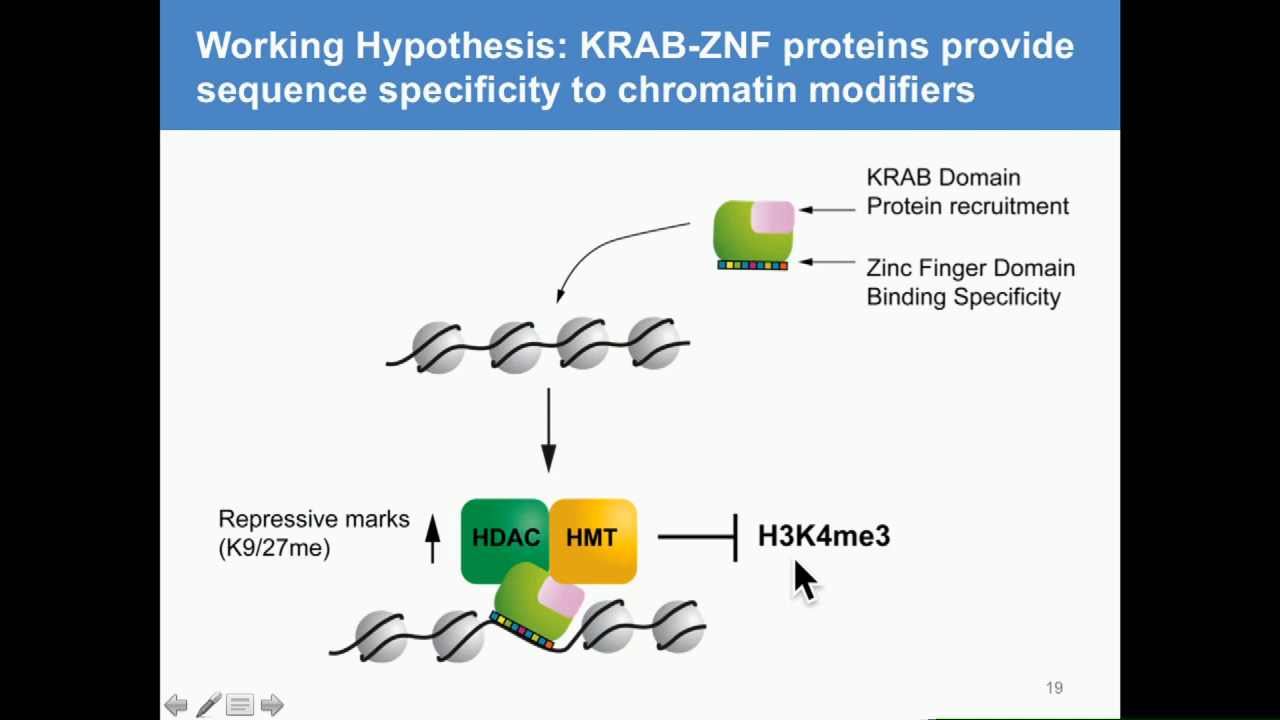 Working Hypothesis: KRAB-ZNF proteins provide
sequence specificity to chromatin modifiers
KRAB Domain
Protein recruitment
Zinc Finger Domain
Binding Specificity
Repressive marks
(K9/27me)
HDAC
HMT
H3K4me3
19